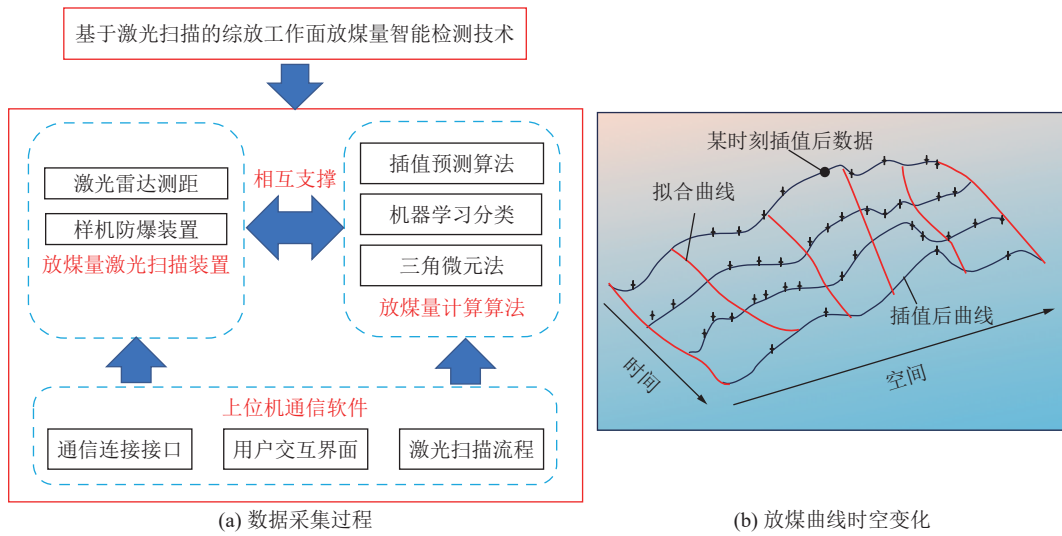 基于激光扫描的综放工作面放煤量智能检测技术
激光雷达测距
样机防爆装置
放煤量激光扫描装置
相互支撑
插值预测算法
机器学习分类
三角微元法
放煤量计算算法
上位机通信软件
通信连接接口
用户交互界面
激光扫描流程
(a) 数据采集过程
某时刻插值后数据
拟合曲线
插值后曲线
时间
空间
(b) 放煤曲线时空变化